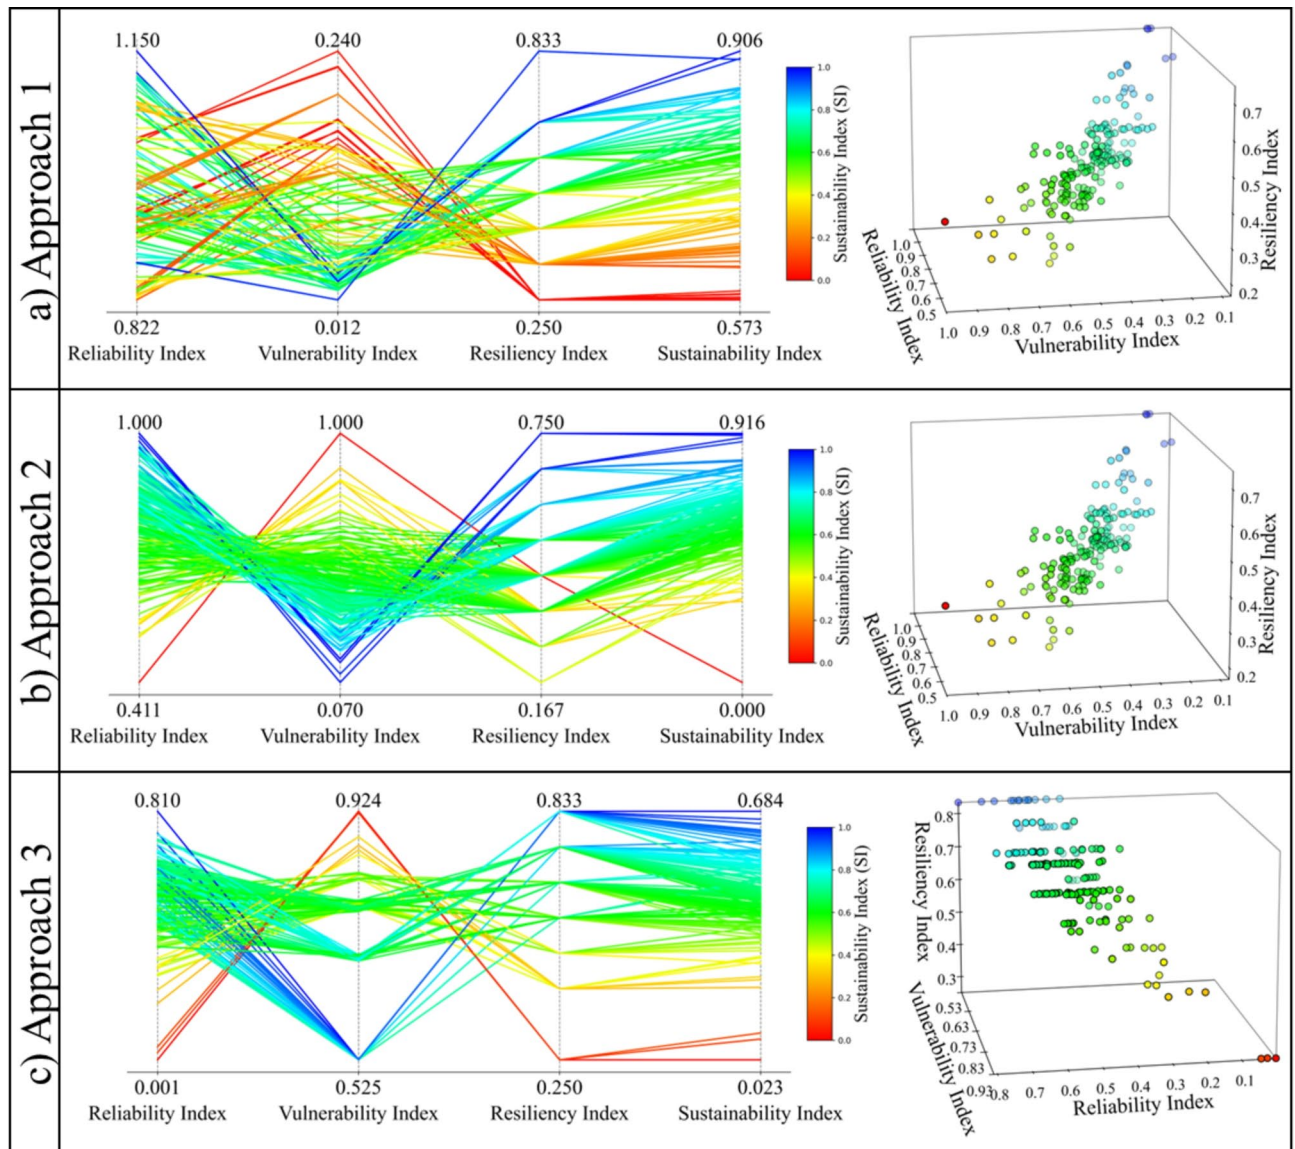 a) Approach 1
1.150 0.240 0.833 0.906
0.822 0.012 0.250 0.573
Reliability Index Vulnerability Index Resiliency Index Sustainability Index
1.0
0.8
0.6
0.4
0.2
0.0
Sustainability Index (SI)
0.7
0.6
0.5
0.4
0.3
0.2
Resiliency Index
1.0
0.9
0.8
0.7
0.6
0.5
Reliability Index
1.0 0.9 0.8 0.7 0.6 0.5 0.4 0.3 0.2 0.1
Vulnerability Index
b) Approach 2
1.000 1.000 0.750 0.916
0.411 0.070 0.167 0.000
Reliability Index Vulnerability Index Resiliency Index Sustainability Index
1.0
0.8
0.6
0.4
0.2
0.0
Sustainability Index (SI)
0.7
0.6
0.5
0.4
0.3
0.2
Resiliency Index
1.0
0.9
0.8
0.7
0.6
0.5
Reliability Index
1.0 0.9 0.8 0.7 0.6 0.5 0.4 0.3 0.2 0.1
Vulnerability Index
c) Approach 3
0.810 0.924 0.833 0.684
0.001 0.525 0.250 0.023
Reliability Index Vulnerability Index Resiliency Index Sustainability Index
1.0
0.8
0.6
0.4
0.2
0.0
Sustainability Index (SI)
0.8
0.7
0.6
0.5
0.4
0.3
Resiliency Index
0.53
0.63
0.73
0.83
0.93
Vulnerability Index
0.8 0.7 0.6 0.5 0.4 0.3 0.2 0.1
Reliability Index